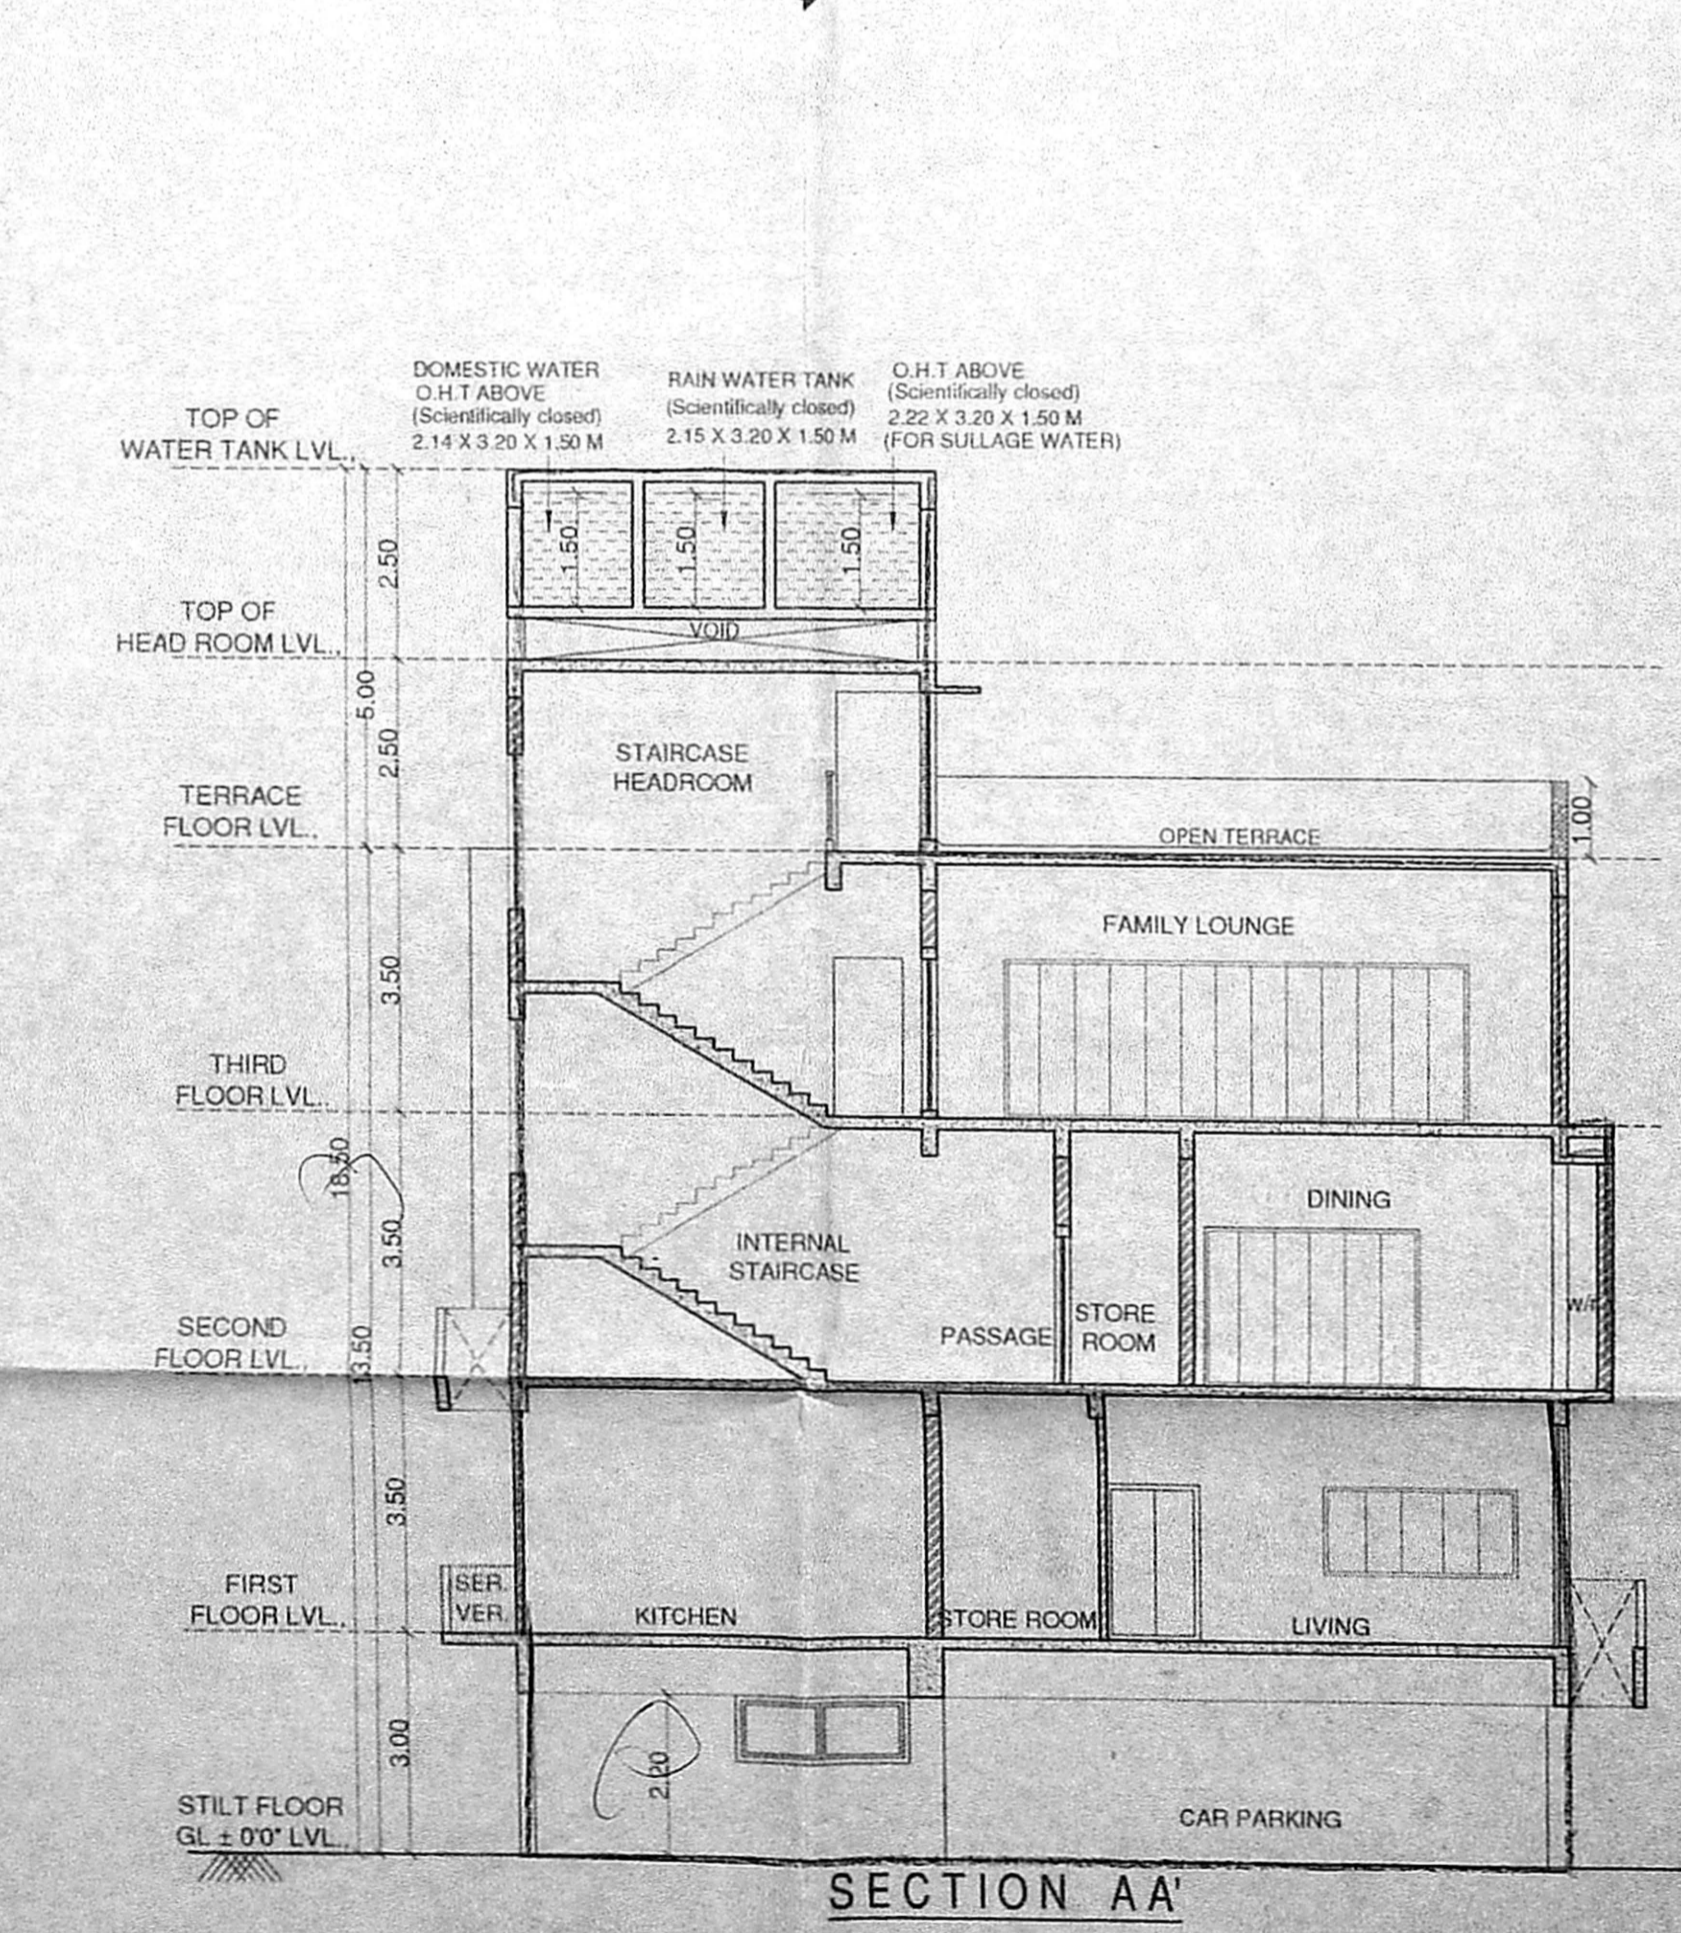 DOMESTIC WATER
O.H.T ABOVE
(Scientifically closed)
2.14 X 3.20 X 1.50 M
RAIN WATER TANK
(Scientifically closed)
2.15 X 3.20 X 1.50 M
O.H.T ABOVE
(Scientifically closed)
2.22 X 3.20 X 1.50 M
(FOR SULLAGE WATER)
TOP OF
WATER TANK LVL.,
2.50
1.50
1.50
1.50
TOP OF
HEAD ROOM LVL.,
VOID
5.00
2.50
STAIRCASE
HEADROOM
TERRACE
FLOOR LVL.,
OPEN TERRACE
1.00
3.50
FAMILY LOUNGE
THIRD
FLOOR LVL.,
18.50
3.50
INTERNAL
STAIRCASE
DINING
SECOND
FLOOR LVL.,
13.50
PASSAGE
STORE
ROOM
3.50
FIRST
FLOOR LVL.,
SER.
VER.
KITCHEN
STORE ROOM
LIVING
3.00
2.20
STILT FLOOR
GL ± 0'0" LVL.,
CAR PARKING
SECTION AA'